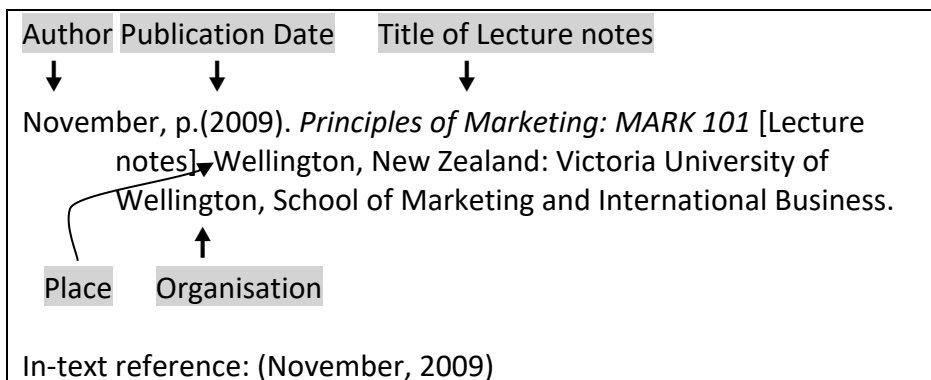 Author Publication Date Title of Lecture notes
November, p.(2009). Principles of Marketing: MARK 101 [Lecture
notes]. Wellington, New Zealand: Victoria University of
Wellington, School of Marketing and International Business.
Place Organisation
In-text reference: (November, 2009)